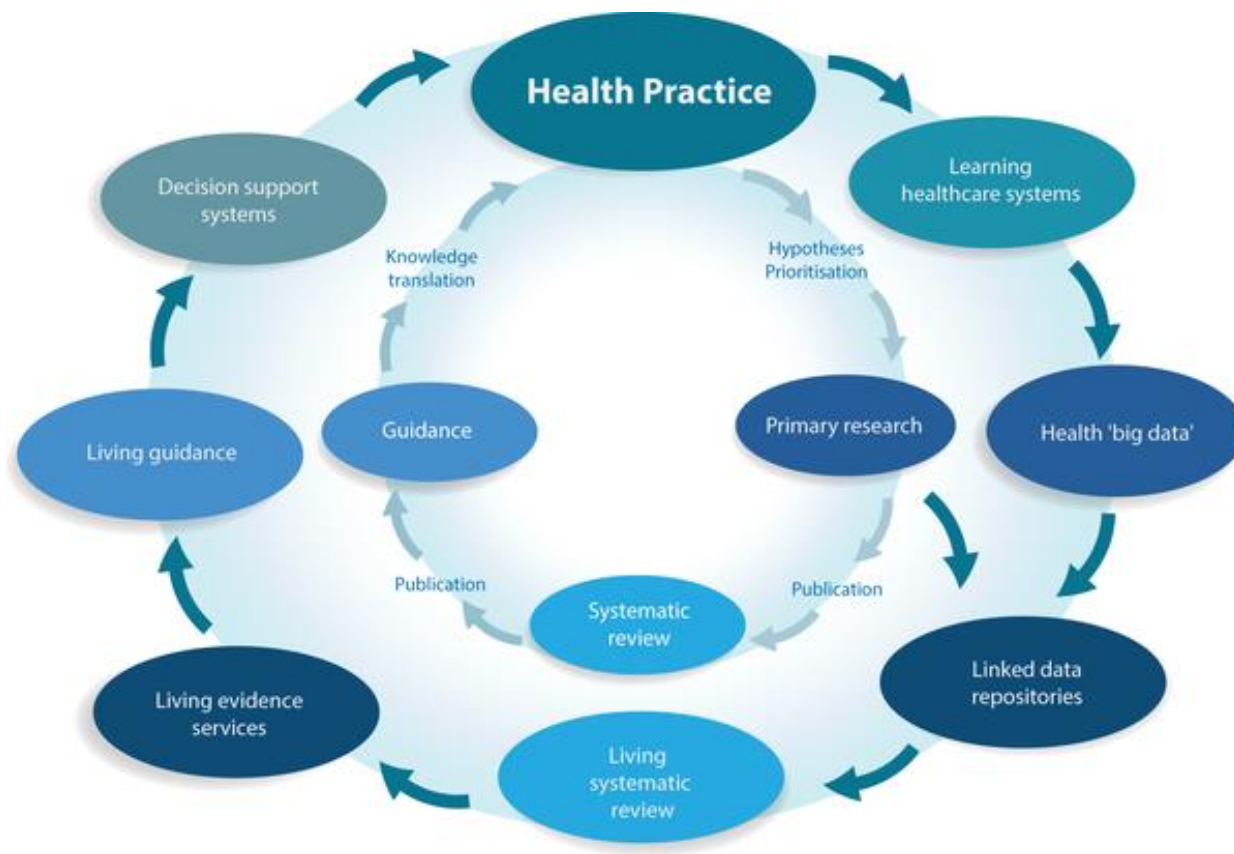 Health Practice
Decision support
systems
Learning
healthcare systems
Knowledge
translation
Hypotheses
Prioritisation
Living guidance
Guidance
Primary research
Health 'big data'
Publication
Publication
Systematic
review
Living evidence
services
Linked data
repositories
Living
systematic
review